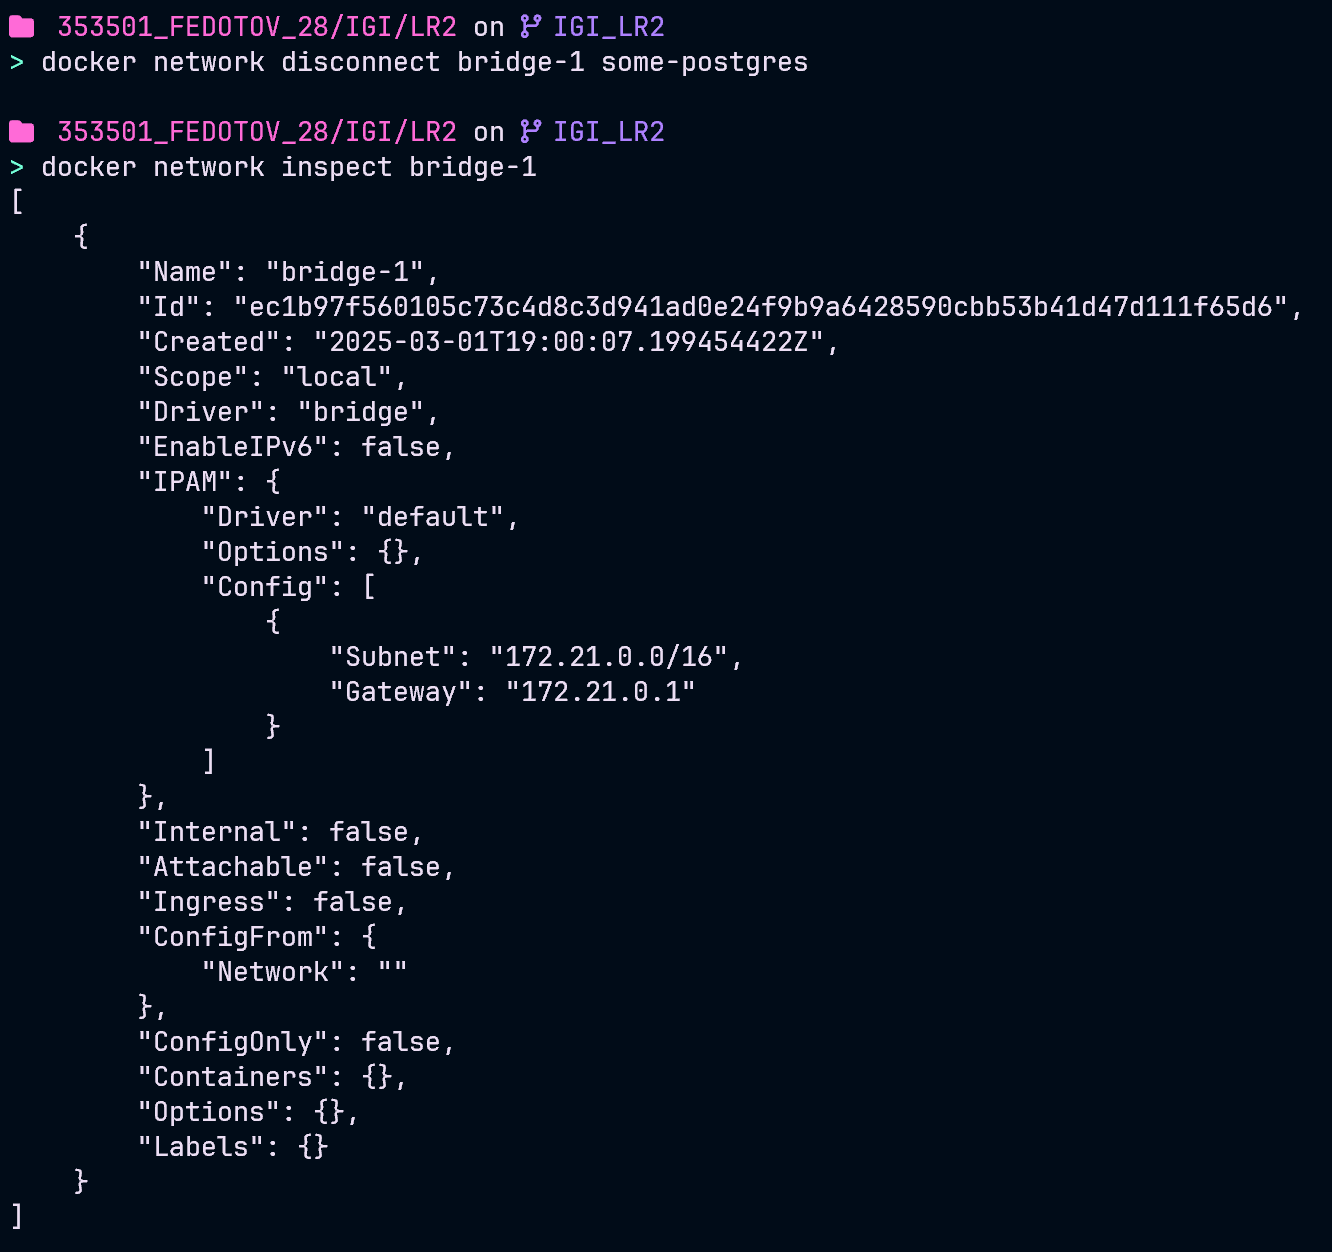 353501_FEDOTOV_28/IGI/LR2 on IGI_LR2
> docker network disconnect bridge-1 some-postgres
353501_FEDOTOV_28/IGI/LR2 on IGI_LR2
> docker network inspect bridge-1
[
    {
        "Name": "bridge-1",
        "Id": "ec1b97f560105c73c4d8c3d941ad0e24f9b9a6428590cbb53b41d47d111f65d6",
        "Created": "2025-03-01T19:00:07.199454422Z",
        "Scope": "local",
        "Driver": "bridge",
        "EnableIPv6": false,
        "IPAM": {
            "Driver": "default",
            "Options": {},
            "Config": [
                {
                    "Subnet": "172.21.0.0/16",
                    "Gateway": "172.21.0.1"
                }
            ]
        },
        "Internal": false,
        "Attachable": false,
        "Ingress": false,
        "ConfigFrom": {
            "Network": ""
        },
        "ConfigOnly": false,
        "Containers": {},
        "Options": {},
        "Labels": {}
    }
]